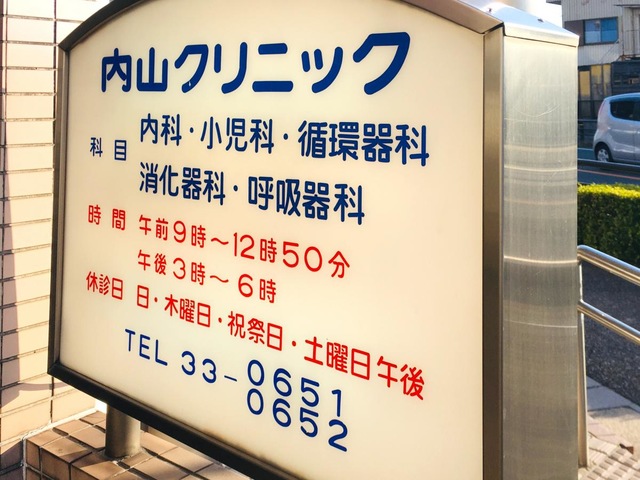 内山クリニック
科目 内科・小児科・循環器科
消化器科・呼吸器科
時間 午前9時〜12時50分
午後3時〜6時
休診日 日・木曜日・祝祭日・土曜日午後
TEL 33-0651
0652